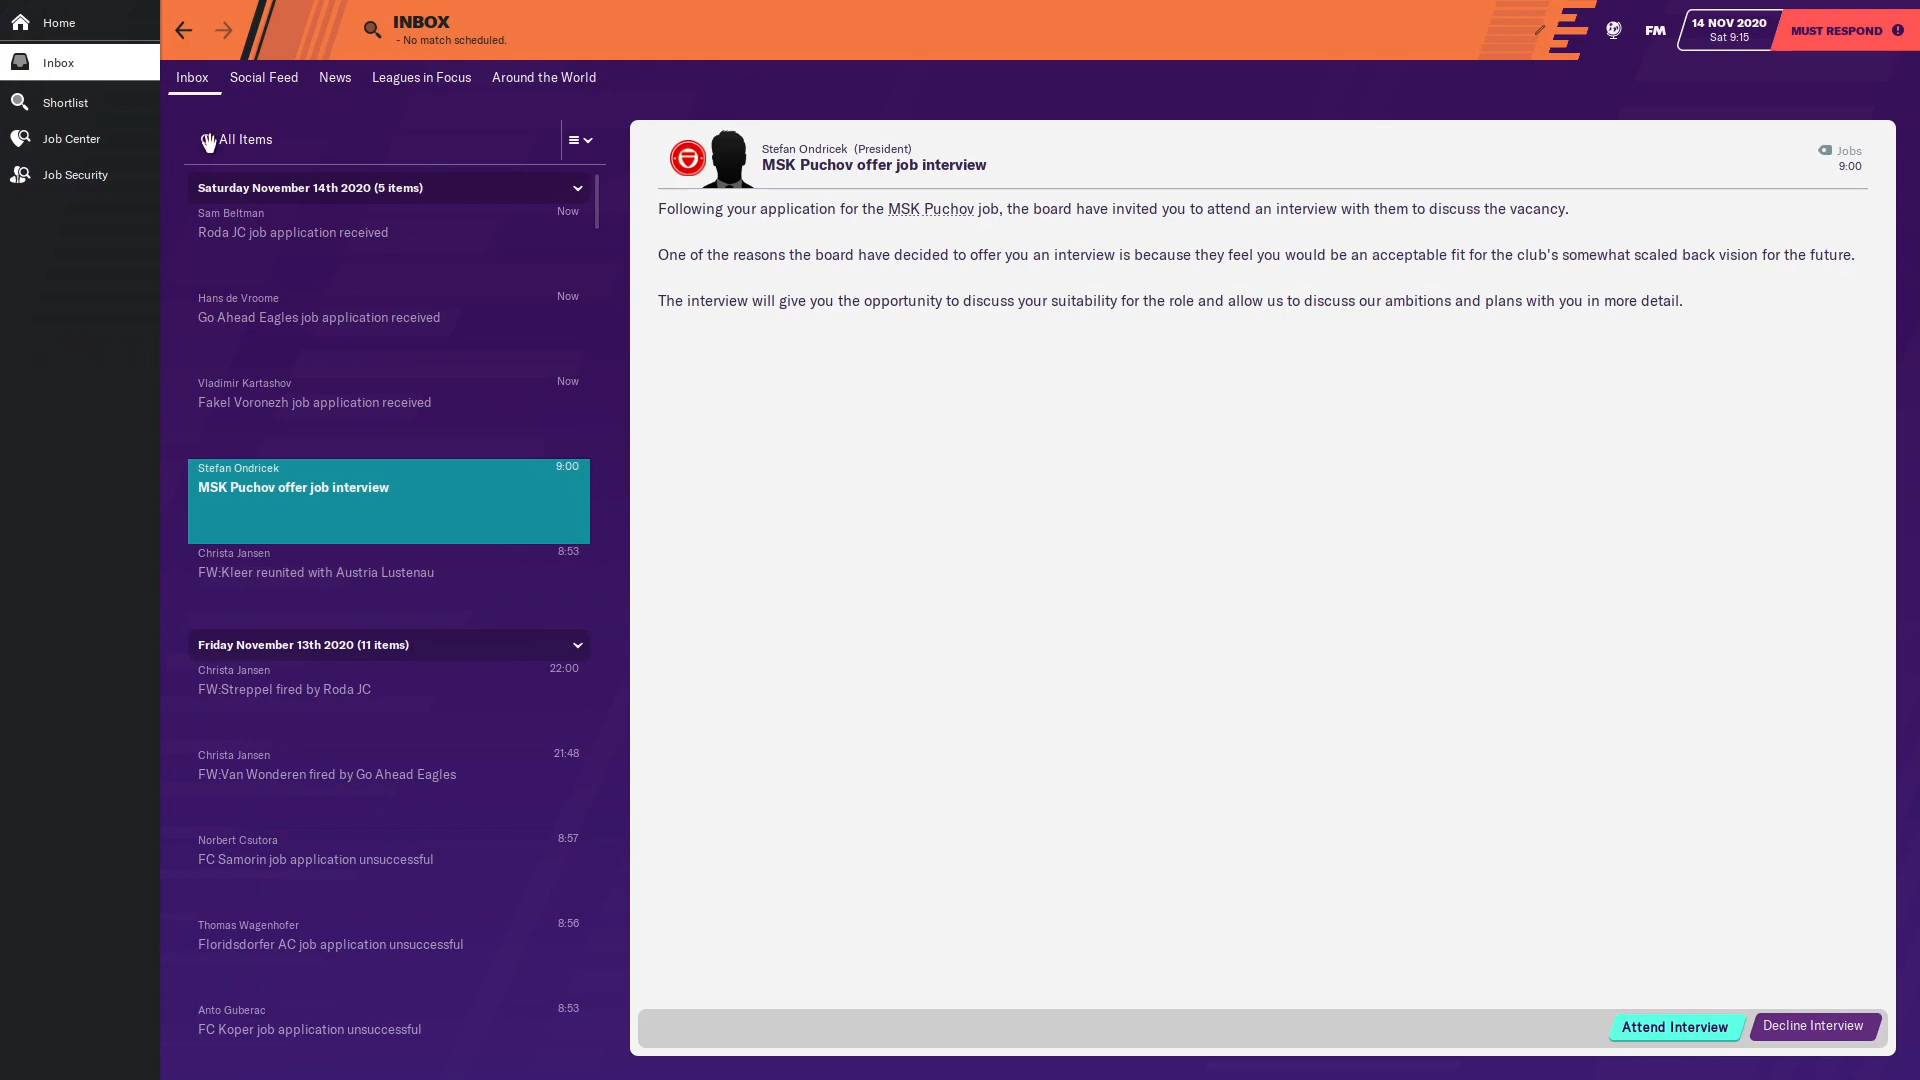 Home
Inbox
Shortlist
Job Center
Job Security
INBOX
- No match scheduled.
FM
14 NOV 2020
Sat 9:15
MUST RESPOND
Inbox
Social Feed
News
Leagues in Focus
Around the World
All Items
Saturday November 14th 2020 (5 items)
Sam Beltman
Now
Roda JC job application received
Hans de Vroome
Now
Go Ahead Eagles job application received
Vladimir Kartashov
Now
Fakel Voronezh job application received
Stefan Ondricek
9:00
MSK Puchov offer job interview
Christa Jansen
8:53
FW:Kleer reunited with Austria Lustenau
Friday November 13th 2020 (11 items)
Christa Jansen
22:00
FW:Streppel fired by Roda JC
Christa Jansen
21:48
FW:Van Wonderen fired by Go Ahead Eagles
Norbert Csutora
8:57
FC Samorin job application unsuccessful
Thomas Wagenhofer
8:56
Floridsdorfer AC job application unsuccessful
Anto Guberac
8:53
FC Koper job application unsuccessful
Stefan Ondricek (President)
MSK Puchov offer job interview
Jobs
9:00
Following your application for the MSK Puchov job, the board have invited you to attend an interview with them to discuss the vacancy.
One of the reasons the board have decided to offer you an interview is because they feel you would be an acceptable fit for the club's somewhat scaled back vision for the future.
The interview will give you the opportunity to discuss your suitability for the role and allow us to discuss our ambitions and plans with you in more detail.
Attend Interview
Decline Interview